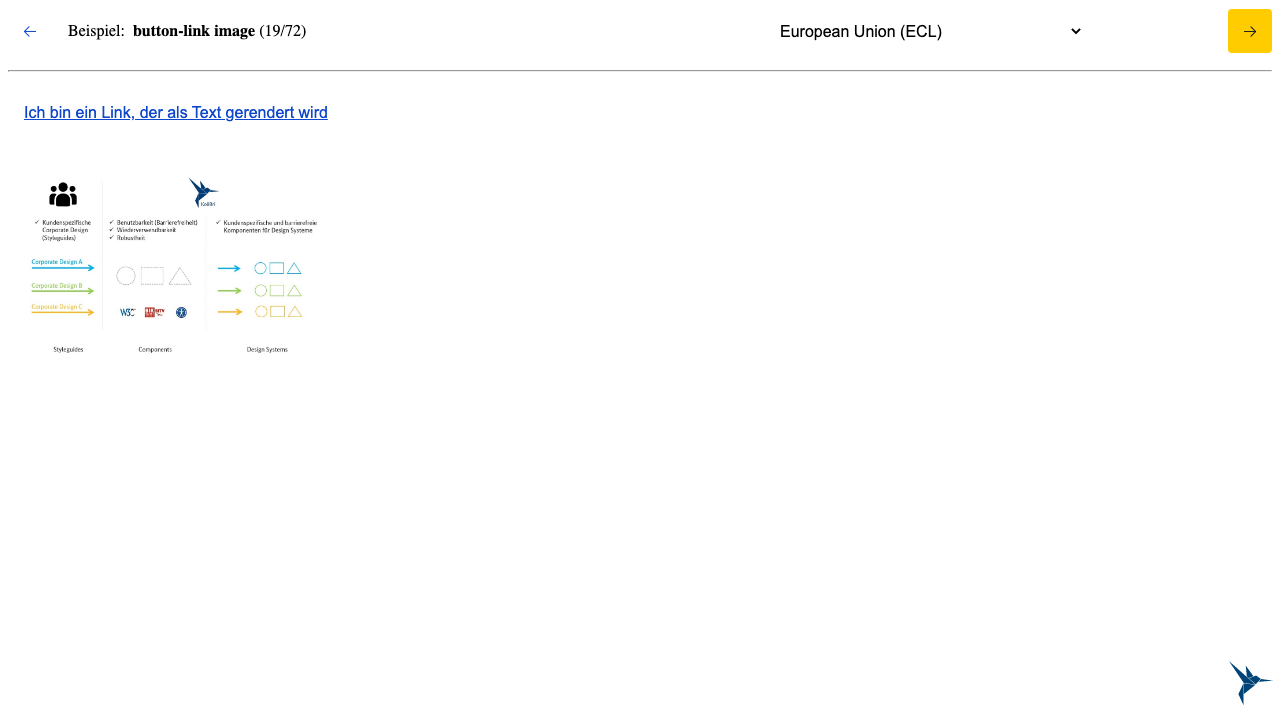 Beispiel: button-link image (19/72)
European Union (ECL)
Ich bin ein Link, der als Text gerendert wird
KoliBri
✓ Kundenspezifische
Corporate Design
(Styleguides)
✓ Benutzbarkeit (Barrierefreiheit)
✓ Wiederverwendbarkeit
✓ Robustheit
✓ Kundenspezifische und barrierefreie
Komponenten für Design Systeme
Corporate Design A
Corporate Design B
Corporate Design C
W3C
BITV
Styleguides
Components
Design Systems